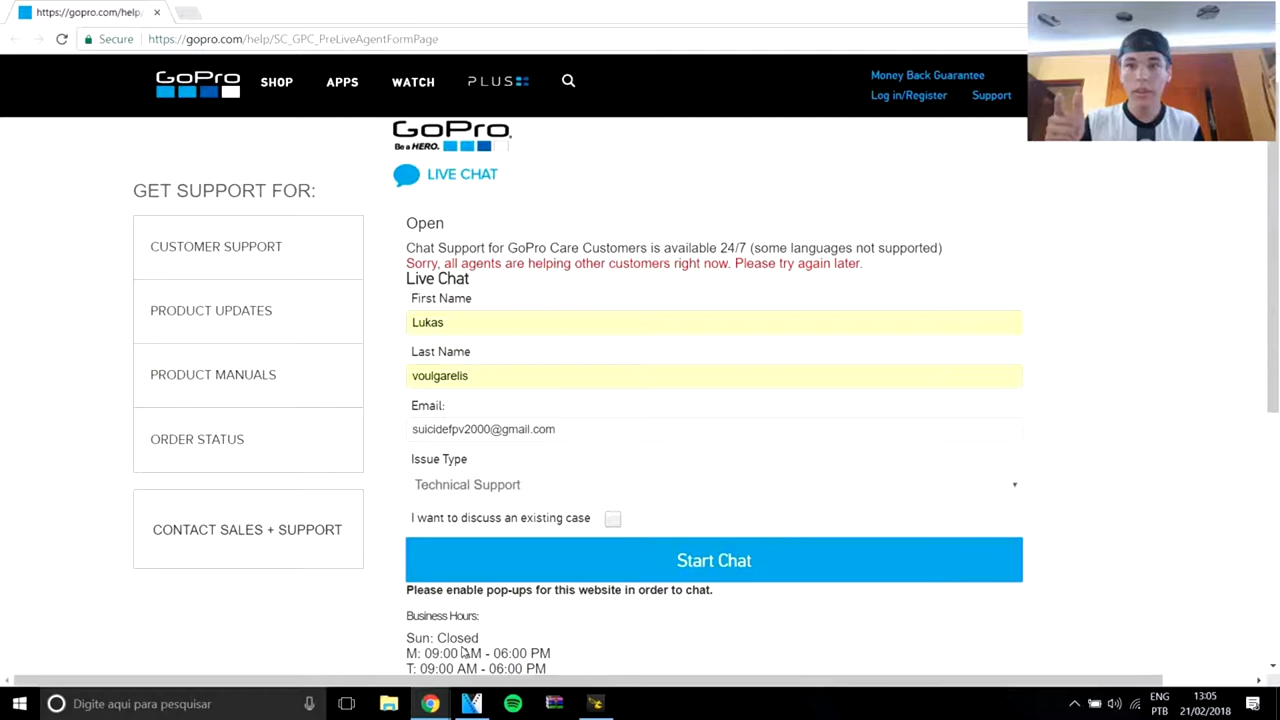 https://gopro.com/help/
Secure
https://gopro.com/help/SC_GPC_PreLiveAgentFormPage
GoPro
SHOP
APPS
WATCH
PLUS
Money Back Guarantee
Log in/Register
Support
GoPro
Be a HERO.
LIVE CHAT
GET SUPPORT FOR:
CUSTOMER SUPPORT
PRODUCT UPDATES
PRODUCT MANUALS
ORDER STATUS
CONTACT SALES + SUPPORT
Open
Chat Support for GoPro Care Customers is available 24/7 (some languages not supported)
Sorry, all agents are helping other customers right now. Please try again later.
Live Chat
First Name
Lukas
Last Name
voulgarelis
Email:
suicidefpv2000@gmail.com
Issue Type
Technical Support
I want to discuss an existing case
Start Chat
Please enable pop-ups for this website in order to chat.
Business Hours:
Sun: Closed
M: 09:00 AM - 06:00 PM
T: 09:00 AM - 06:00 PM
Digite aqui para pesquisar
ENG
PTB
13:05
21/02/2018